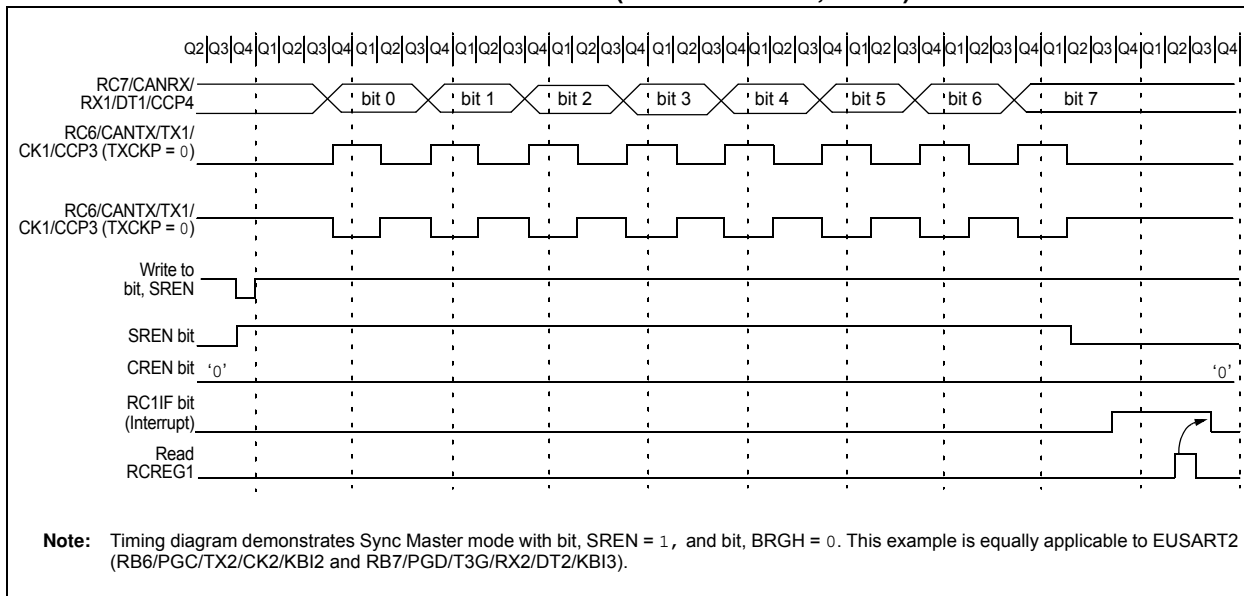 Q2 Q3 Q4 Q1 Q2 Q3 Q4 Q1 Q2 Q3 Q4 Q1 Q2 Q3 Q4 Q1 Q2 Q3 Q4 Q1 Q2 Q3 Q4 Q1 Q2 Q3 Q4 Q1 Q2 Q3 Q4 Q1 Q2 Q3 Q4 Q1 Q2 Q3 Q4 Q1 Q2 Q3 Q4
RC7/CANRX/
RX1/DT1/CCP4
bit 0 bit 1 bit 2 bit 3 bit 4 bit 5 bit 6 bit 7
RC6/CANTX/TX1/
CK1/CCP3 (TXCKP = 0)
RC6/CANTX/TX1/
CK1/CCP3 (TXCKP = 0)
Write to
bit, SREN
SREN bit
CREN bit '0' '0'
RC1IF bit
(Interrupt)
Read
RCREG1
Note: Timing diagram demonstrates Sync Master mode with bit, SREN = 1, and bit, BRGH = 0. This example is equally applicable to EUSART2
(RB6/PGC/TX2/CK2/KBI2 and RB7/PGD/T3G/RX2/DT2/KBI3).